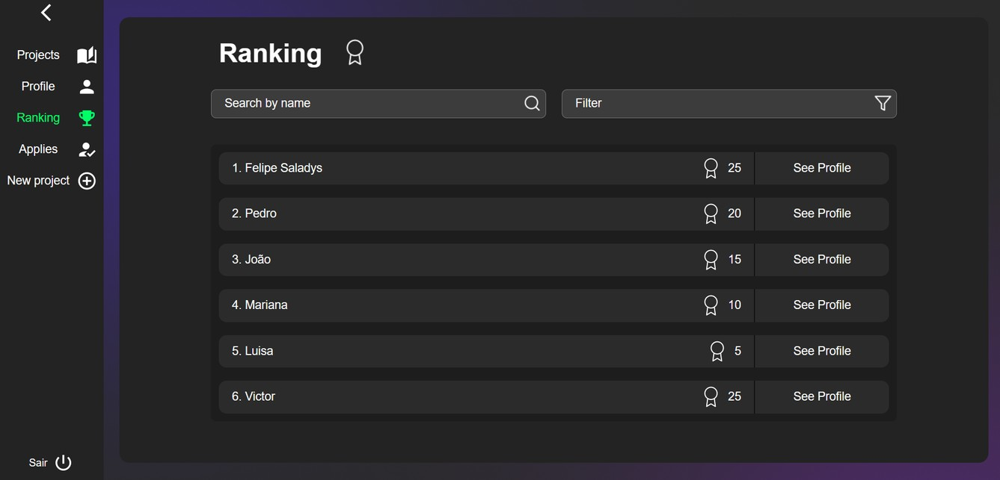 Projects
Profile
Ranking
Applies
New project
Sair
Ranking
Search by name
Filter
1. Felipe Saladys 25 See Profile
2. Pedro 20 See Profile
3. João 15 See Profile
4. Mariana 10 See Profile
5. Luisa 5 See Profile
6. Victor 25 See Profile